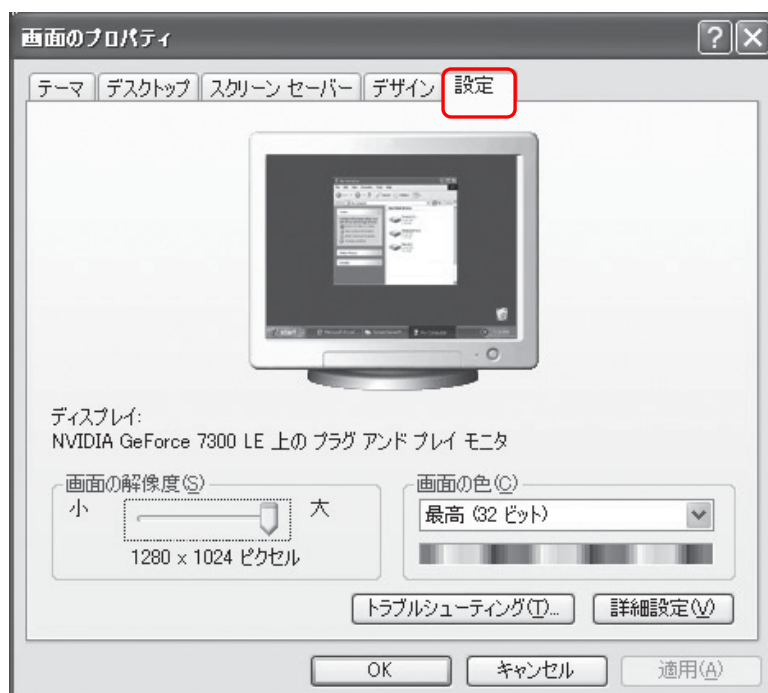 画面のプロパティ
テーマ デスクトップ スクリーン セーバー デザイン 設定
ディスプレイ:
NVIDIA GeForce 7300 LE 上の プラグ アンド プレイ モニタ
画面の解像度(S) 画面の色(C)
小 大 最高 (32 ビット)
1280 x 1024 ピクセル
トラブルシューティング(T)... 詳細設定(V)
OK キャンセル 適用(A)